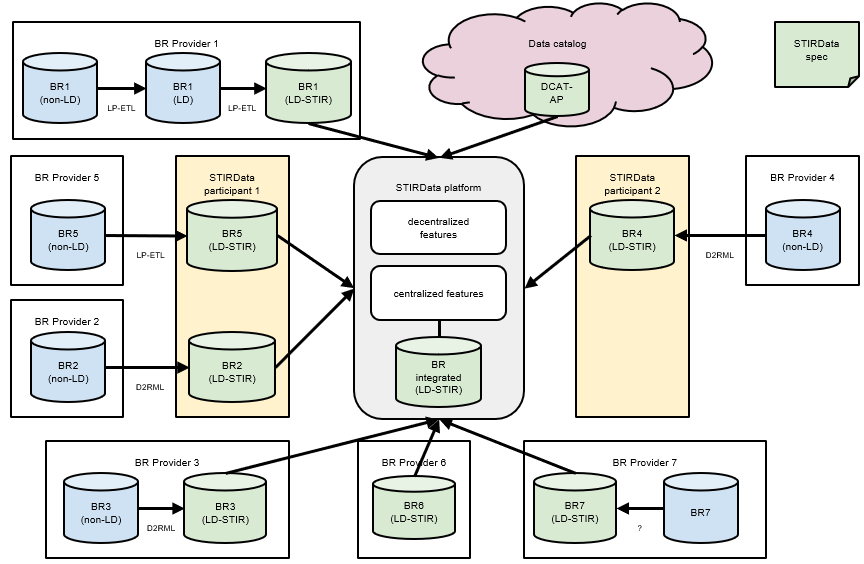 BR Provider 1
BR1
(non-LD)
LP-ETL
BR1
(LD)
LP-ETL
BR1
(LD-STIR)
Data catalog
DCAT-
AP
STIRData
spec
BR Provider 5
BR5
(non-LD)
LP-ETL
STIRData
participant 1
BR5
(LD-STIR)
BR Provider 2
BR2
(non-LD)
D2RML
BR2
(LD-STIR)
STIRData platform
decentralized
features
centralized features
BR
integrated
(LD-STIR)
STIRData
participant 2
BR4
(LD-STIR)
D2RML
BR Provider 4
BR4
(non-LD)
BR Provider 3
BR3
(non-LD)
D2RML
BR3
(LD-STIR)
BR Provider 6
BR6
(LD-STIR)
BR Provider 7
BR7
(LD-STIR)
?
BR7